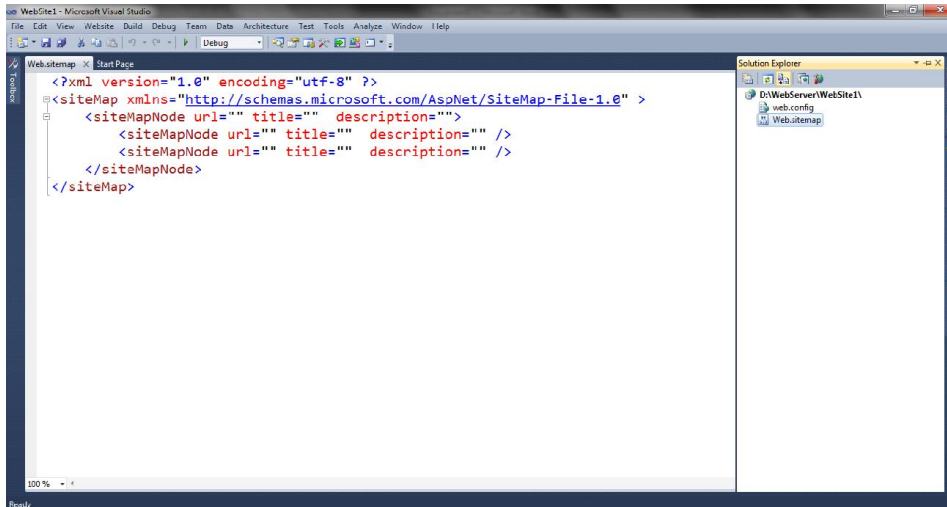 WebSite1 - Microsoft Visual Studio
File Edit View Website Build Debug Team Data Architecture Test Tools Analyze Window Help
Debug
Toolbox
Web.sitemap Start Page
<?xml version="1.0" encoding="utf-8" ?>
<siteMap xmlns="http://schemas.microsoft.com/AspNet/SiteMap-File-1.0" >
<siteMapNode url="" title="" description="">
<siteMapNode url="" title="" description="" />
<siteMapNode url="" title="" description="" />
</siteMapNode>
</siteMap>
100 %
Solution Explorer
D:\WebServer\WebSite1\
web.config
Web.sitemap
Ready